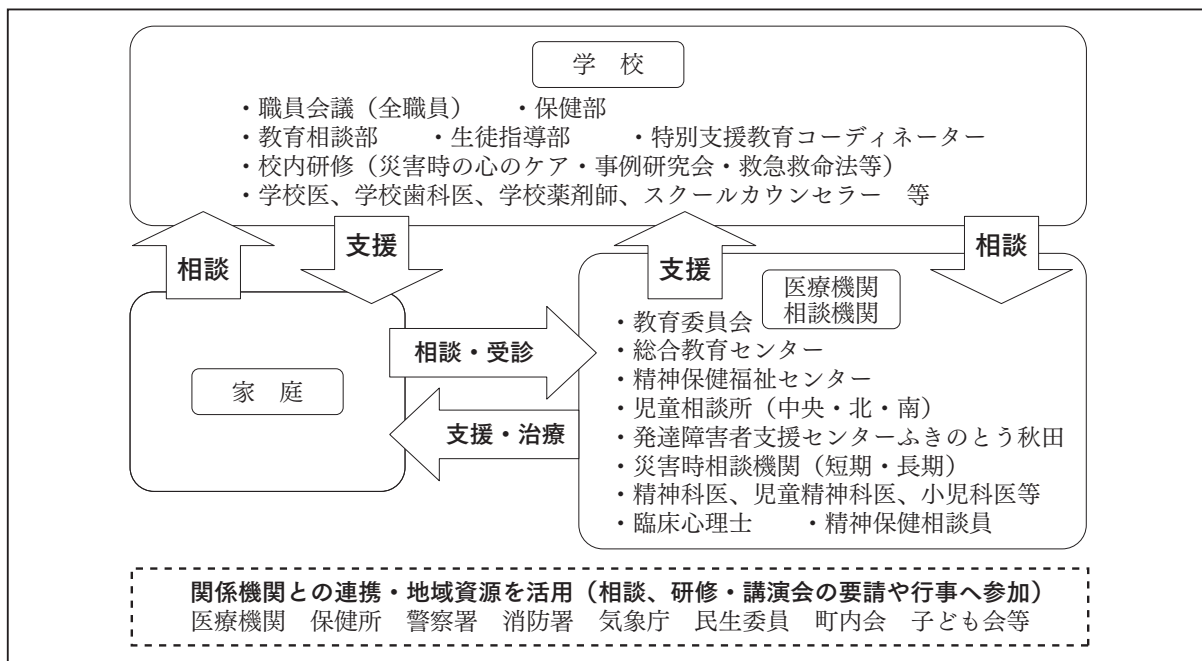 学　校
・職員会議（全職員）　　・保健部
・教育相談部　　・生徒指導部　　・特別支援教育コーディネーター
・校内研修（災害時の心のケア・事例研究会・救急救命法等）
・学校医、学校歯科医、学校薬剤師、スクールカウンセラー　等
相談
支援
支援
相談
家　庭
相談・受診
支援・治療
医療機関
相談機関
・教育委員会
・総合教育センター
・精神保健福祉センター
・児童相談所（中央・北・南）
・発達障害者支援センターふきのとう秋田
・災害時相談機関（短期・長期）
・精神科医、児童精神科医、小児科医等
・臨床心理士　　・精神保健相談員
関係機関との連携・地域資源を活用（相談、研修・講演会の要請や行事へ参加）
医療機関　保健所　警察署　消防署　気象庁　民生委員　町内会　子ども会等